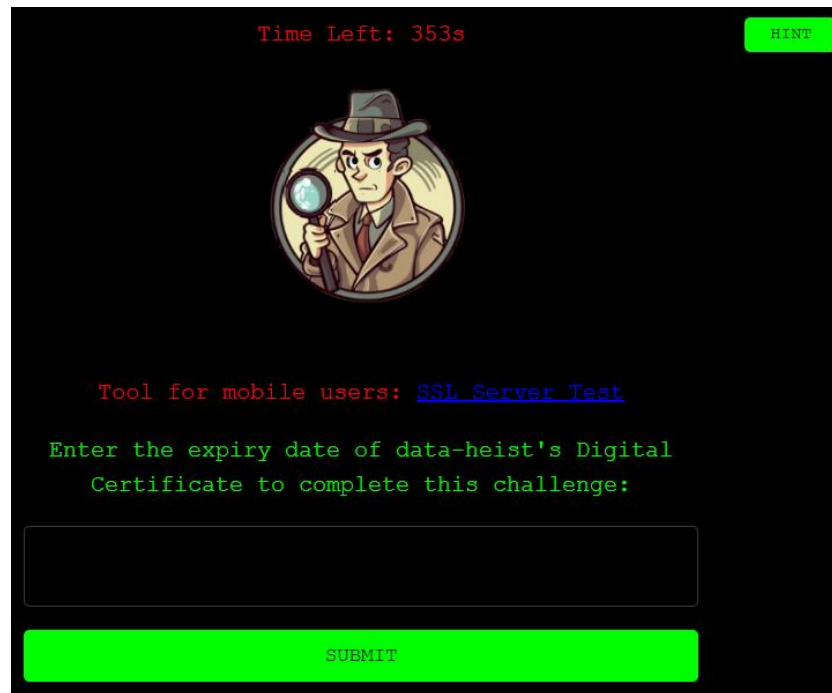 Time Left: 353s
HINT
Tool for mobile users: SSL Server Test
Enter the expiry date of data-heist's Digital
Certificate to complete this challenge:
SUBMIT